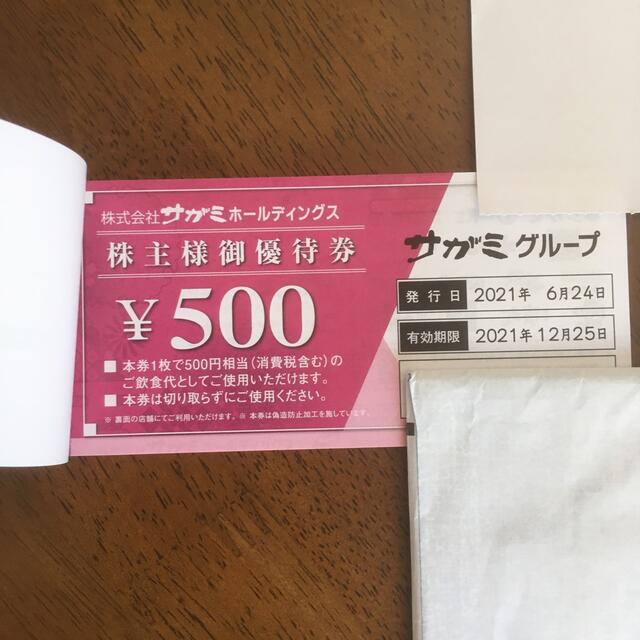 株式会社サガミホールディングス
株主様御優待券
¥500
■ 本券1枚で500円相当(消費税含む)の
ご飲食代としてご使用いただけます。
■ 本券は切り取らずにご使用ください。
※ 裏面の店舗にてご利用いただけます。 ※ 本券は偽造防止加工を施しています。
サガミグループ
発行日 2021年 6月24日
有効期限 2021年 12月25日